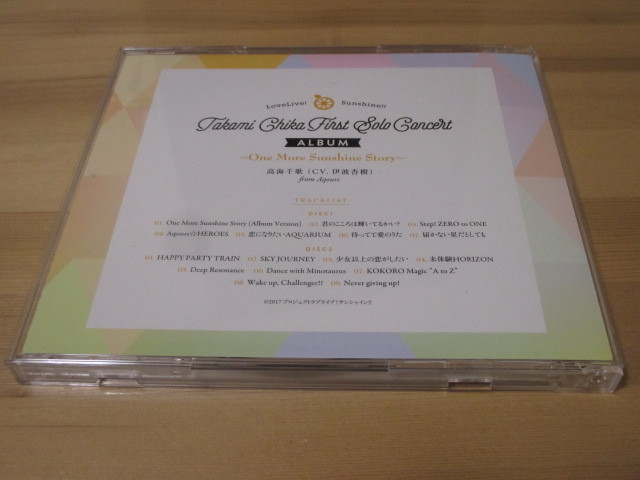 LoveLive! Sunshine!!
Takami Chika First Solo Concert
ALBUM
~One More Sunshine Story~
高海千歌（CV. 伊波杏樹）
from Aqours
TRACKLIST
DISC1
01. One More Sunshine Story (Album Version) 02. 君のこころは輝いてるかい? 03. Step! ZERO to ONE
04. Aqours☆HEROES 05. 恋になりたいAQUARIUM 06. 待ってて愛のうた 07. 届かない星だとしても
DISC2
01. HAPPY PARTY TRAIN 02. SKY JOURNEY 03. 少女以上の恋がしたい 04. 未体験HORIZON
05. Deep Resonance 06. Dance with Minotaurus 07. KOKORO Magic "A to Z"
08. Wake up, Challenger!! 09. Never giving up!
©2017 プロジェクトラブライブ！サンシャイン!!